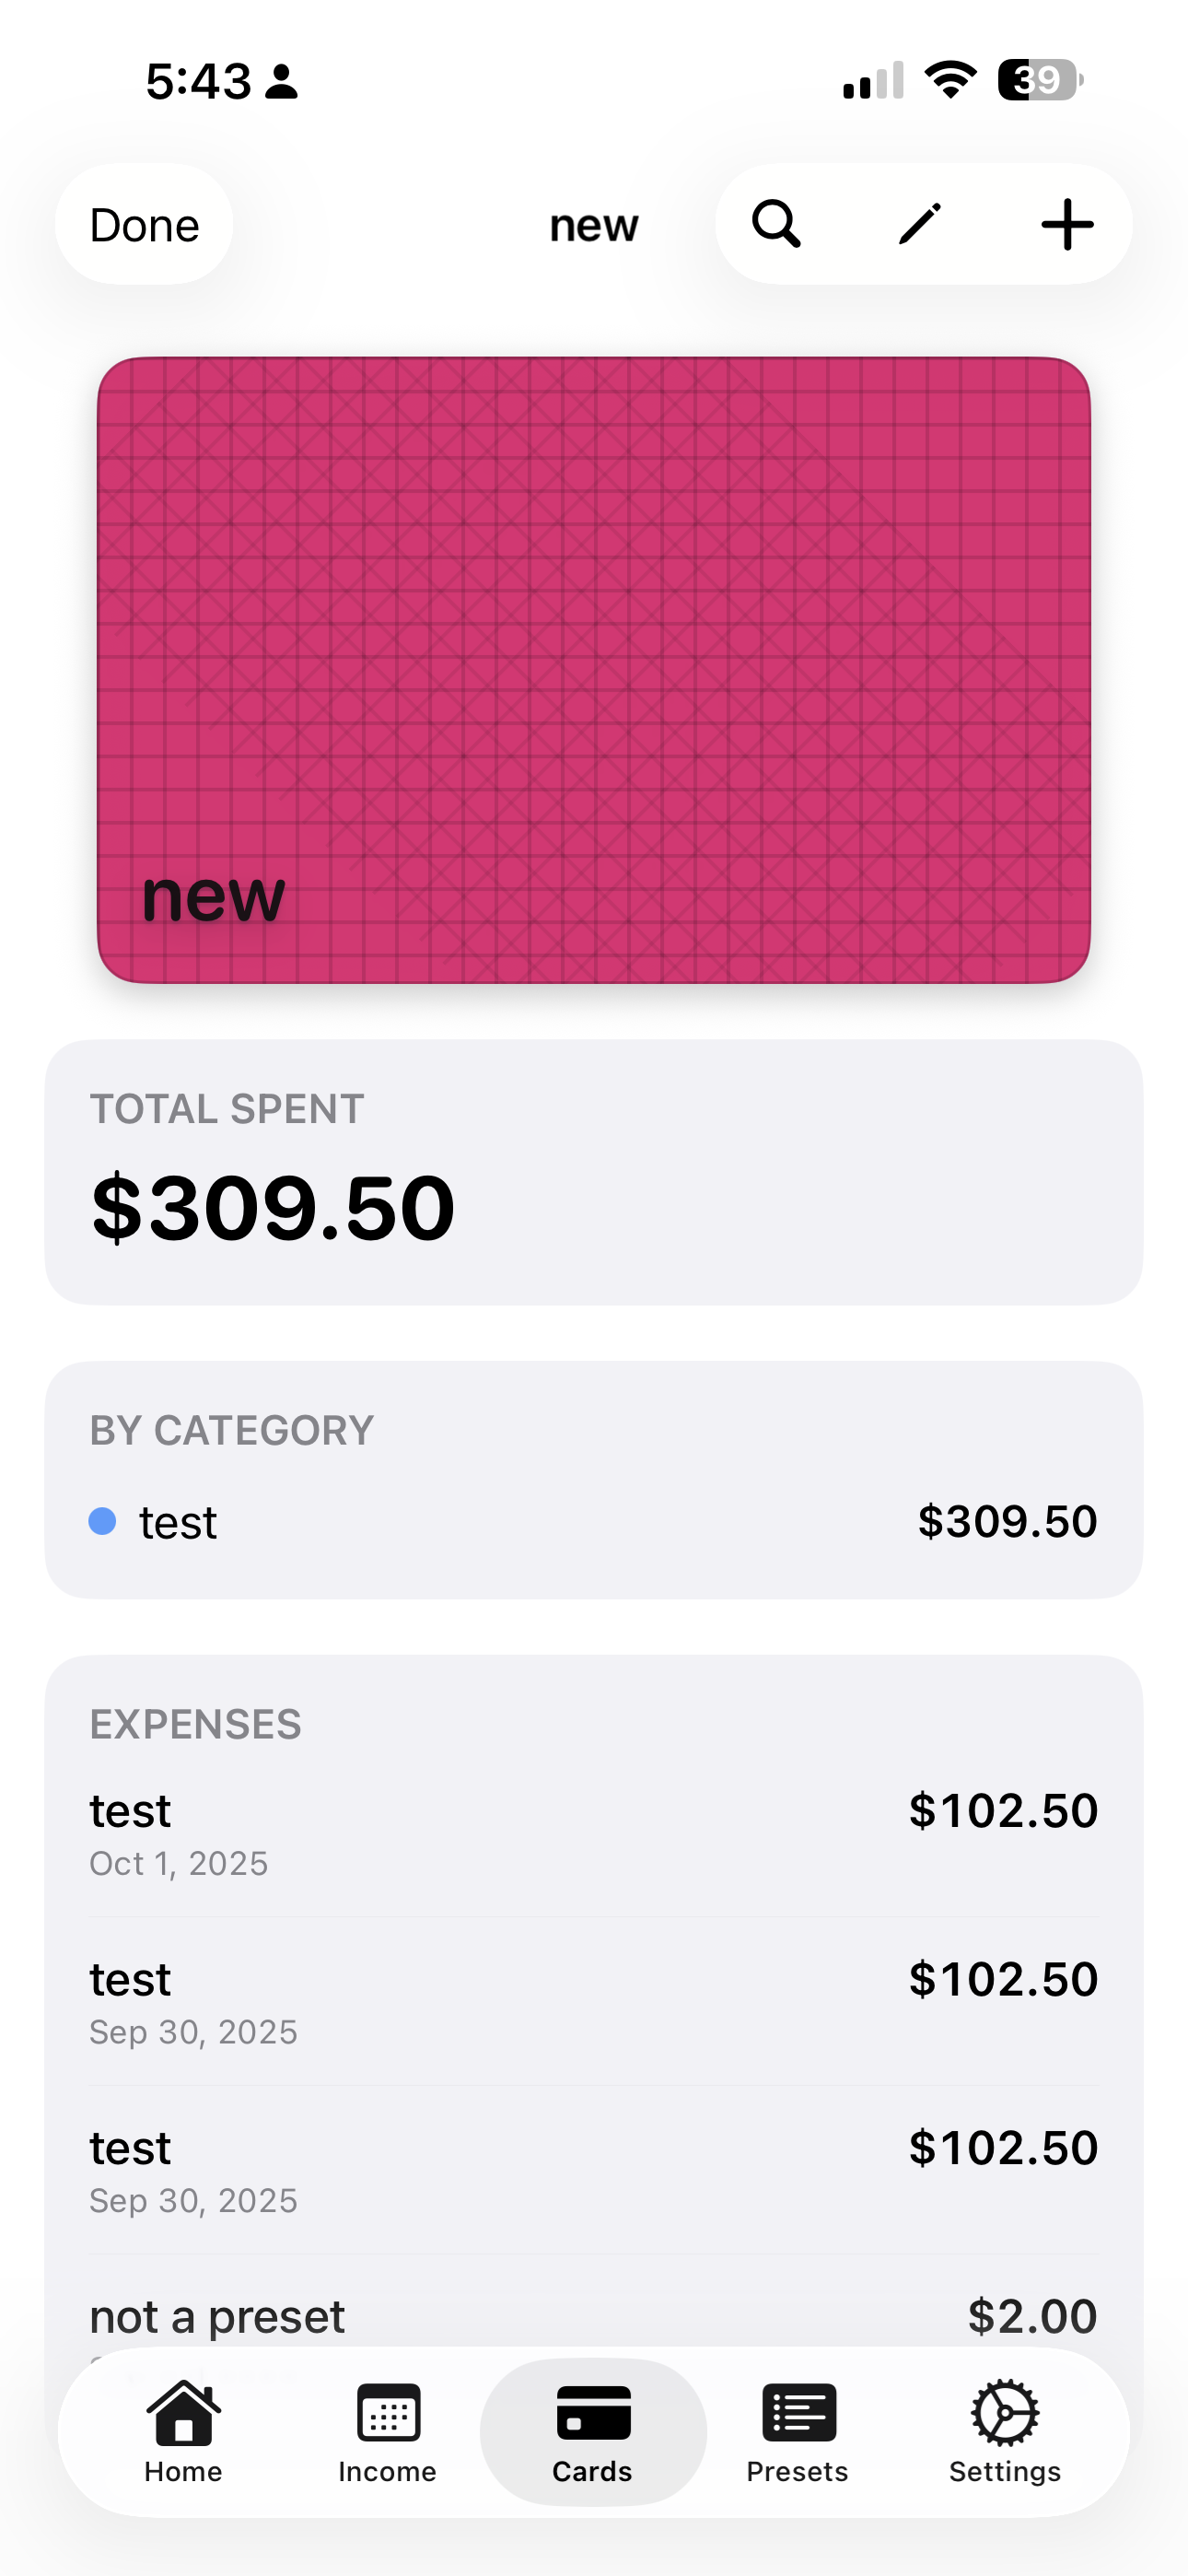 5:43
39
Done
new
new
TOTAL SPENT
$309.50
BY CATEGORY
test $309.50
EXPENSES
test $102.50
Oct 1, 2025
test $102.50
Sep 30, 2025
test $102.50
Sep 30, 2025
not a preset $2.00
Home Income Cards Presets Settings